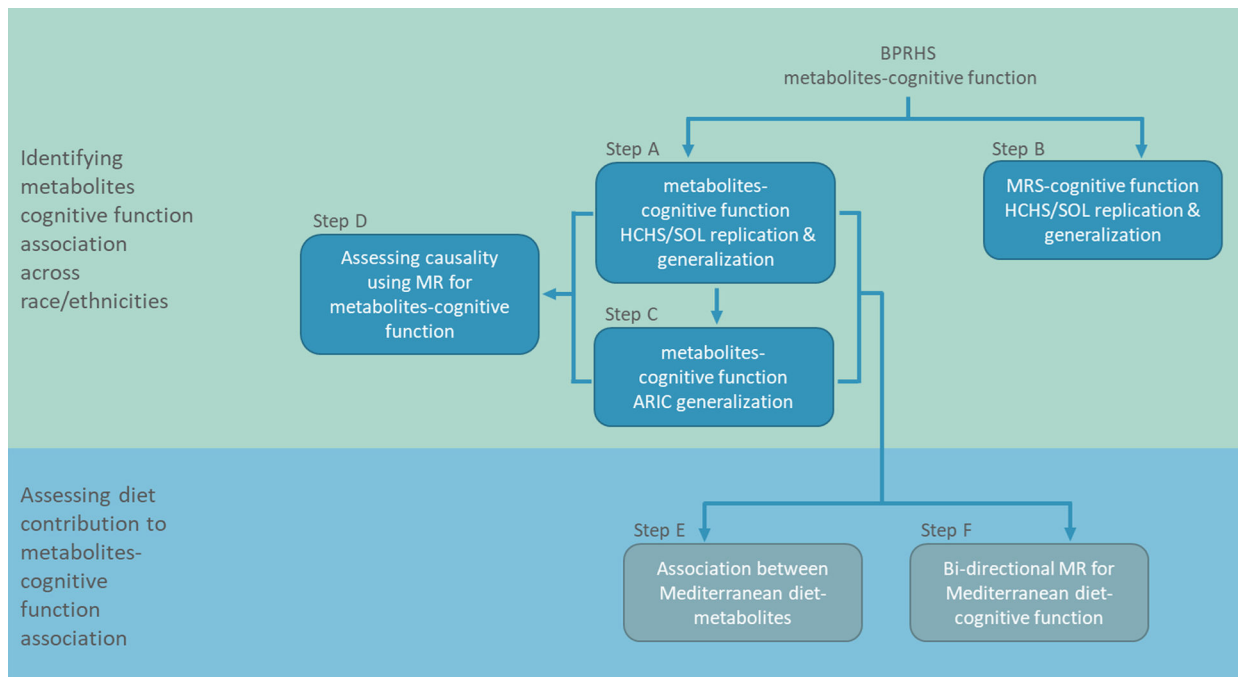 BPRHS
metabolites-cognitive function
Identifying
metabolites
cognitive function
association
across
race/ethnicities
Step A
metabolites-
cognitive function
HCHS/SOL replication &
generalization
Step B
MRS-cognitive function
HCHS/SOL replication &
generalization
Step D
Assessing causality
using MR for
metabolites-cognitive
function
Step C
metabolites-
cognitive function
ARIC generalization
Assessing diet
contribution to
metabolites-
cognitive
function
association
Step E
Association between
Mediterranean diet-
metabolites
Step F
Bi-directional MR for
Mediterranean diet-
cognitive function